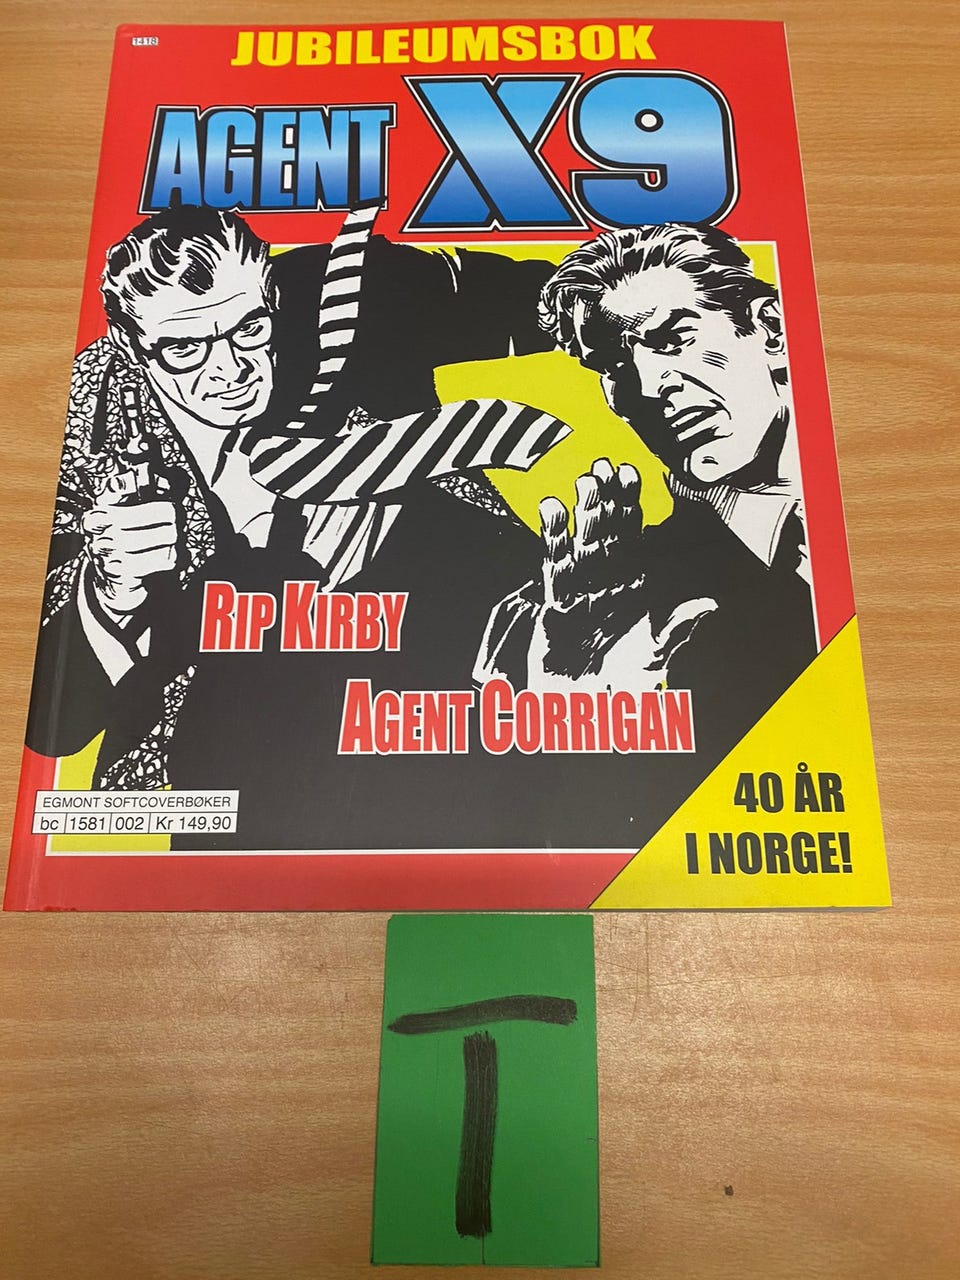 1418
JUBILEUMSBOK
AGENT X9
RIP KIRBY
AGENT CORRIGAN
EGMONT SOFTCOVERBØKER
bc 1581 002 Kr 149,90
40 ÅR
I NORGE!
T